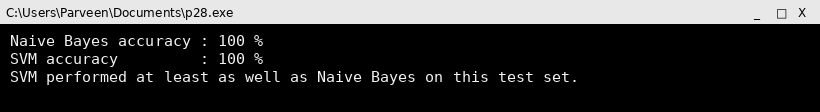 C:\Users\Parveen\Documents\p28.exe _ □ X
Naive Bayes accuracy : 100 %
SVM accuracy         : 100 %
SVM performed at least as well as Naive Bayes on this test set.